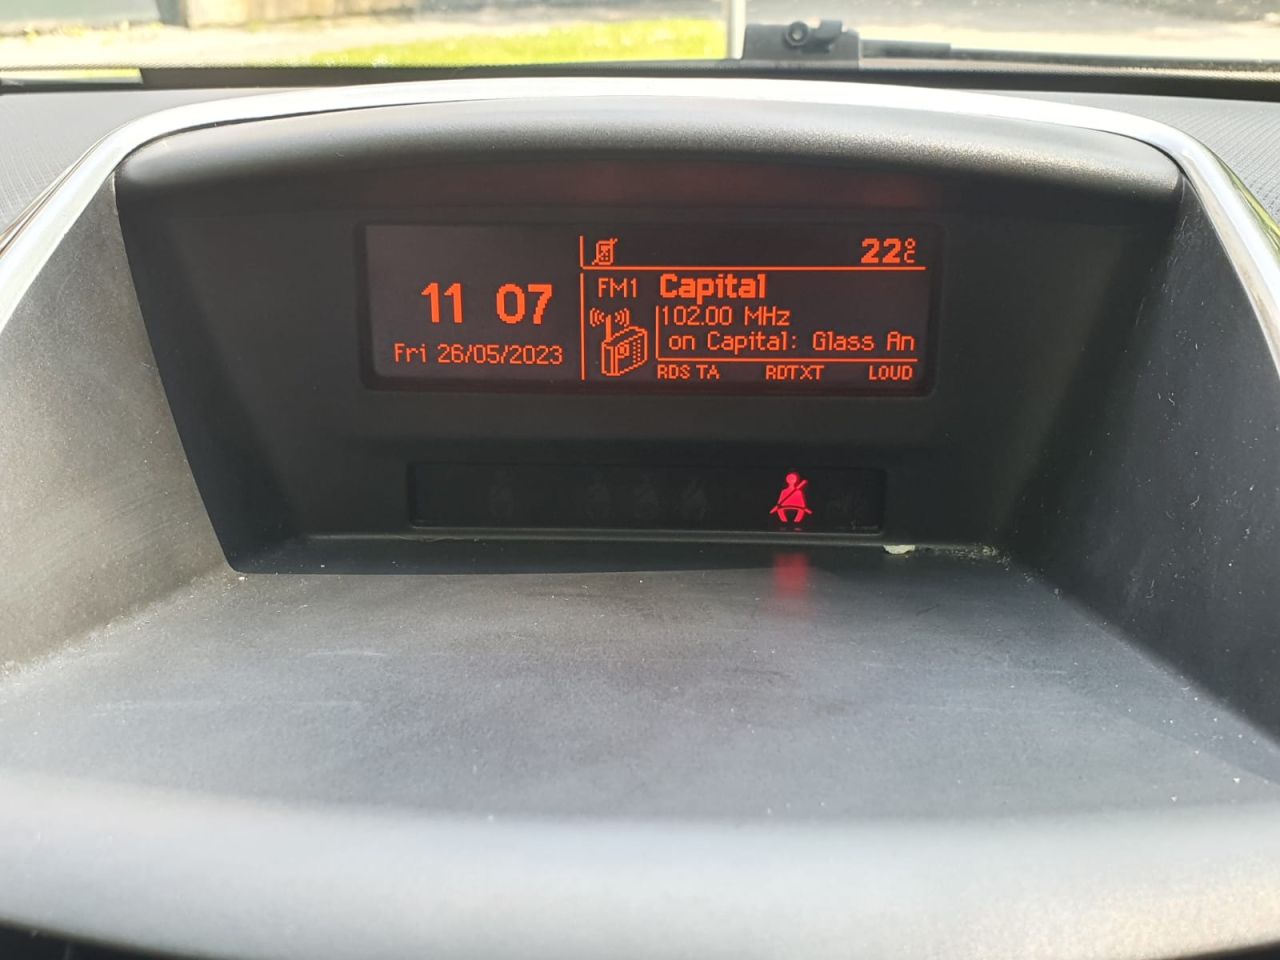 11 07
Fri 26/05/2023
22°C
FM1 Capital
102.00 MHz
on Capital: Glass An
RDS TA RDTXT LOUD